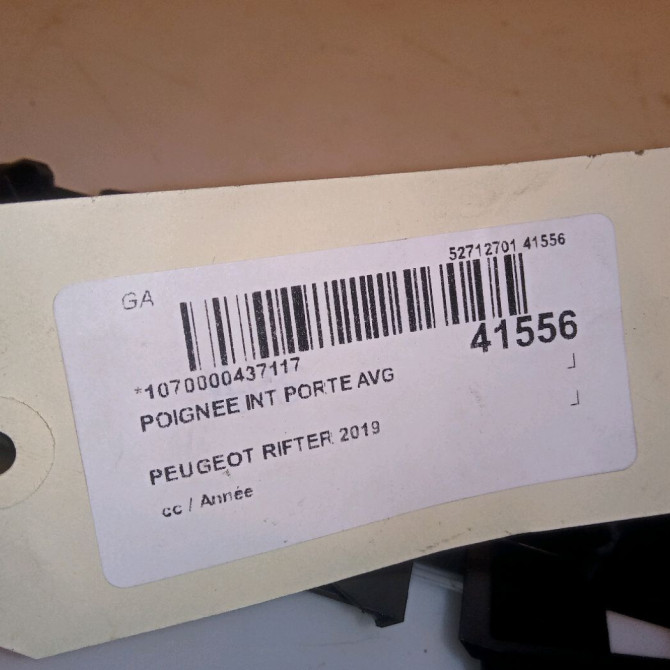 52712701 41556
GA
41556
*1070000437117
POIGNEE INT PORTE AVG
PEUGEOT RIFTER 2019
cc / Année